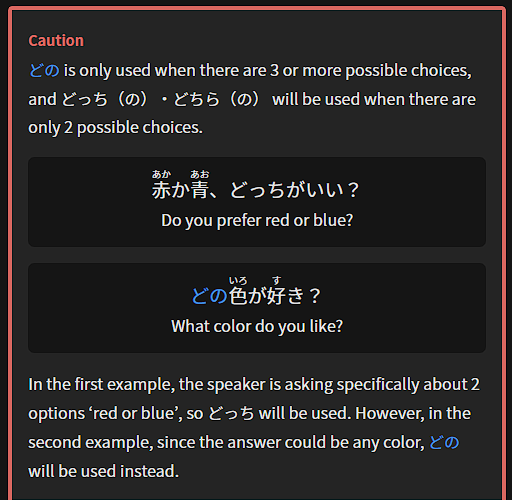 Caution
どの is only used when there are 3 or more possible choices,
and どっち（の）・どちら（の） will be used when there are
only 2 possible choices.
あか あお
赤か青、どっちがいい？
Do you prefer red or blue?
いろ す
どの色が好き？
What color do you like?
In the first example, the speaker is asking specifically about 2
options ‘red or blue’, so どっち will be used. However, in the
second example, since the answer could be any color, どの
will be used instead.